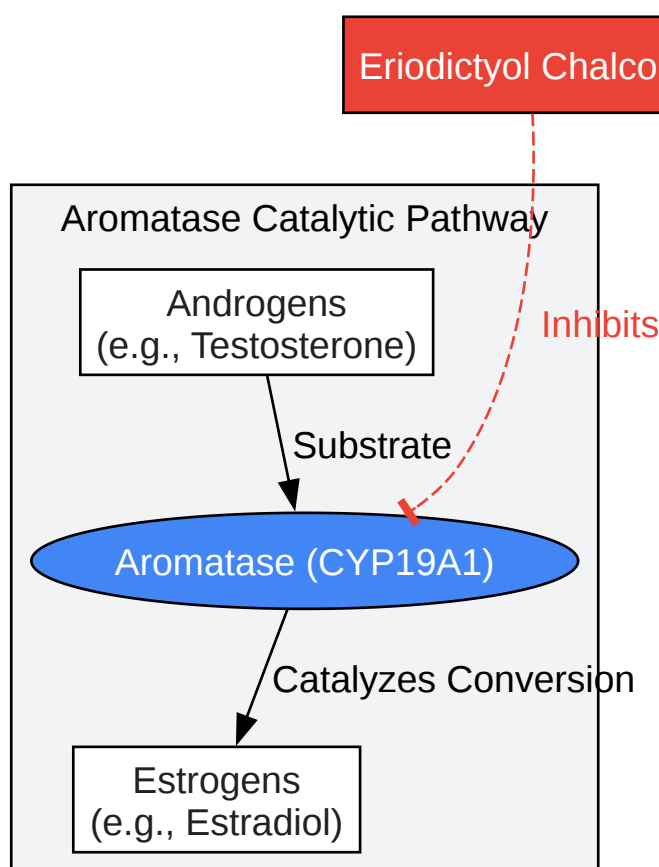 Eriodictyol Chalco
Aromatase Catalytic Pathway
Androgens
(e.g., Testosterone)
Inhibits
Substrate
Aromatase (CYP19A1)
Catalyzes Conversion
Estrogens
(e.g., Estradiol)